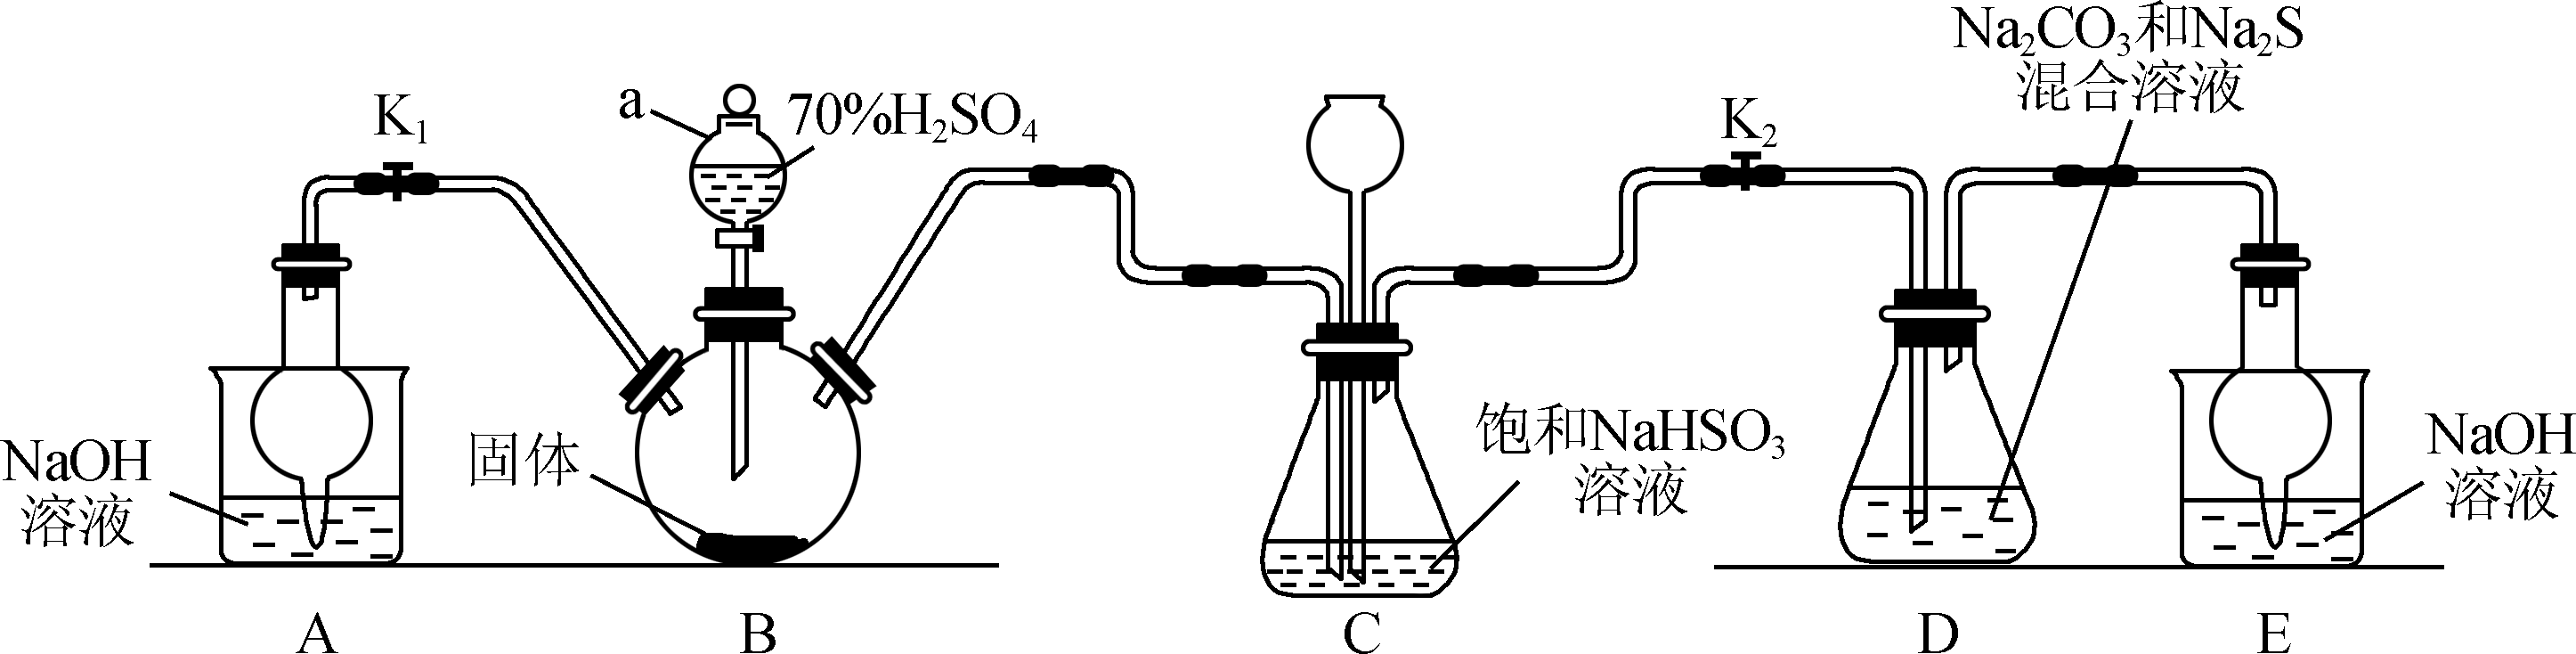 Na₂CO₃和Na₂S
混合溶液
K₁
a
70%H₂SO₄
K₂
NaOH
溶液
固体
饱和NaHSO₃
溶液
NaOH
溶液
A
B
C
D
E